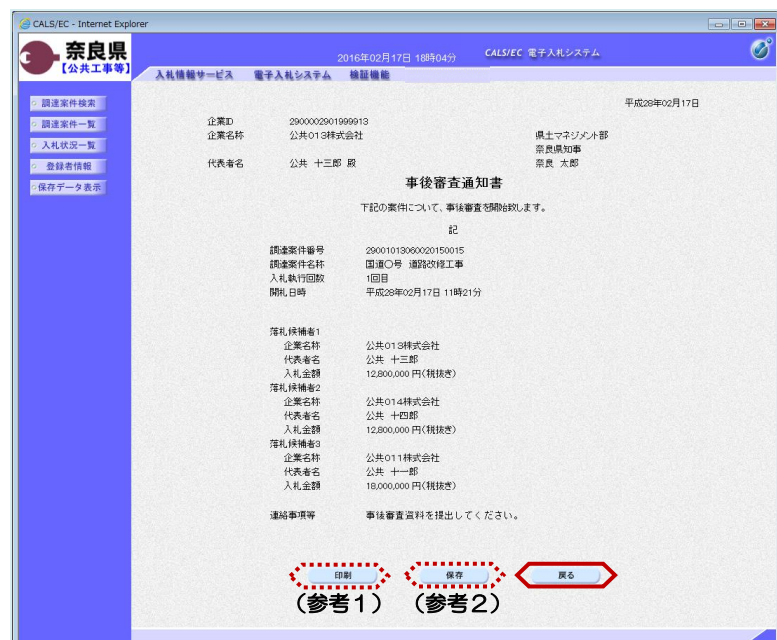 CALS/EC - Internet Explorer
奈良県
【公共工事等】
2016年02月17日 18時04分
CALS/EC 電子入札システム
入札情報サービス 電子入札システム 検証機能
調達案件検索
調達案件一覧
入札状況一覧
登録者情報
保存データ表示
平成28年02月17日
企業ID 2900002901999913
企業名称 公共013株式会社
県土マネジメント部
奈良県知事
代表者名 公共 十三郎 殿
奈良 太郎
事後審査通知書
下記の案件について、事後審査を開始致します。
記
調達案件番号 29001013060020150015
調達案件名称 国道○号 道路改修工事
入札執行回数 1回目
開札日時 平成28年02月17日 11時21分
落札候補者1
企業名称 公共013株式会社
代表者名 公共 十三郎
入札金額 12,800,000 円(税抜き)
落札候補者2
企業名称 公共014株式会社
代表者名 公共 十四郎
入札金額 12,800,000 円(税抜き)
落札候補者3
企業名称 公共011株式会社
代表者名 公共 十一郎
入札金額 18,000,000 円(税抜き)
連絡事項等 事後審査資料を提出してください。
印刷 保存 戻る
(参考1) (参考2)